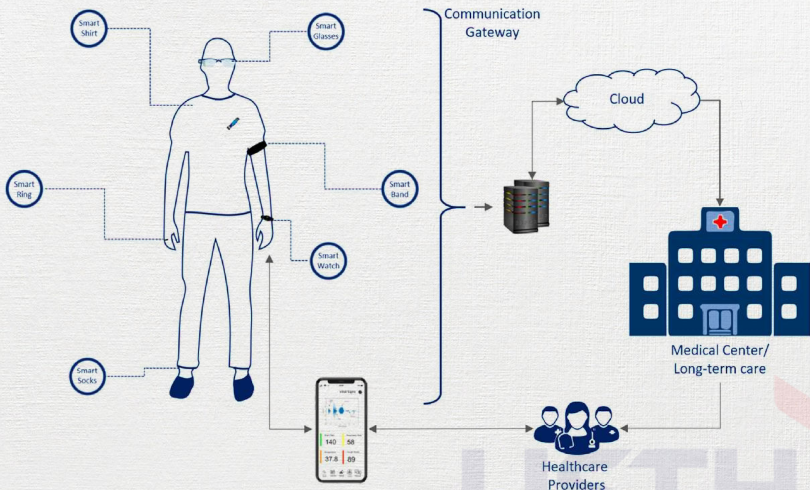 Smart
Shirt
Smart
Glasses
Communication
Gateway
Cloud
Smart
Ring
Smart
Band
Smart
Watch
Medical Center/
Long-term care
Smart
Socks
140
58
37.8
89
Healthcare
Providers